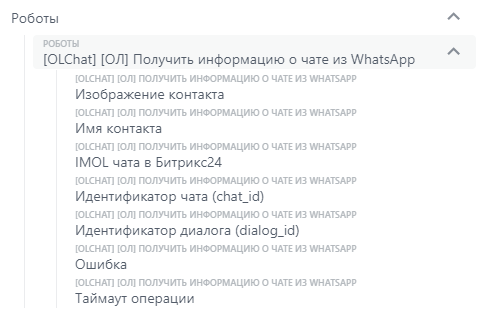 Роботы
РОБОТЫ
[OLChat] [ОЛ] Получить информацию о чате из WhatsApp
[OLCHAT] [ОЛ] ПОЛУЧИТЬ ИНФОРМАЦИЮ О ЧАТЕ ИЗ WHATSAPP
Изображение контакта
[OLCHAT] [ОЛ] ПОЛУЧИТЬ ИНФОРМАЦИЮ О ЧАТЕ ИЗ WHATSAPP
Имя контакта
[OLCHAT] [ОЛ] ПОЛУЧИТЬ ИНФОРМАЦИЮ О ЧАТЕ ИЗ WHATSAPP
IMOL чата в Битрикс24
[OLCHAT] [ОЛ] ПОЛУЧИТЬ ИНФОРМАЦИЮ О ЧАТЕ ИЗ WHATSAPP
Идентификатор чата (chat_id)
[OLCHAT] [ОЛ] ПОЛУЧИТЬ ИНФОРМАЦИЮ О ЧАТЕ ИЗ WHATSAPP
Идентификатор диалога (dialog_id)
[OLCHAT] [ОЛ] ПОЛУЧИТЬ ИНФОРМАЦИЮ О ЧАТЕ ИЗ WHATSAPP
Ошибка
[OLCHAT] [ОЛ] ПОЛУЧИТЬ ИНФОРМАЦИЮ О ЧАТЕ ИЗ WHATSAPP
Таймаут операции